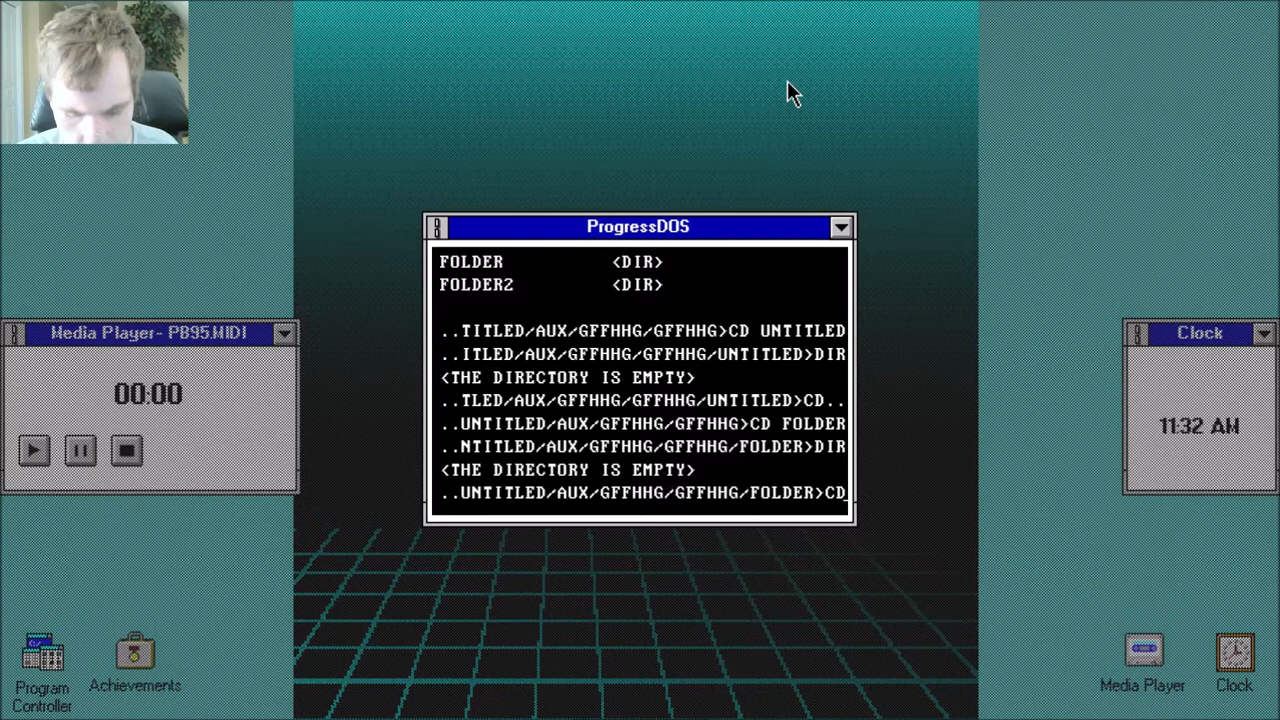 ProgressDOS
FOLDER <DIR>
FOLDER2 <DIR>
..TITLED/AUX/GFFHHG/GFFHHG>CD UNTITLED
..ITLED/AUX/GFFHHG/GFFHHG/UNTITLED>DIR
<THE DIRECTORY IS EMPTY>
..TLED/AUX/GFFHHG/GFFHHG/UNTITLED>CD..
..UNTITLED/AUX/GFFHHG/GFFHHG>CD FOLDER
..NTITLED/AUX/GFFHHG/GFFHHG/FOLDER>DIR
<THE DIRECTORY IS EMPTY>
..UNTITLED/AUX/GFFHHG/GFFHHG/FOLDER>CD_
Media Player- PB95.MIDI
00:00
Clock
11:32 AM
Program
Controller
Achievements
Media Player
Clock